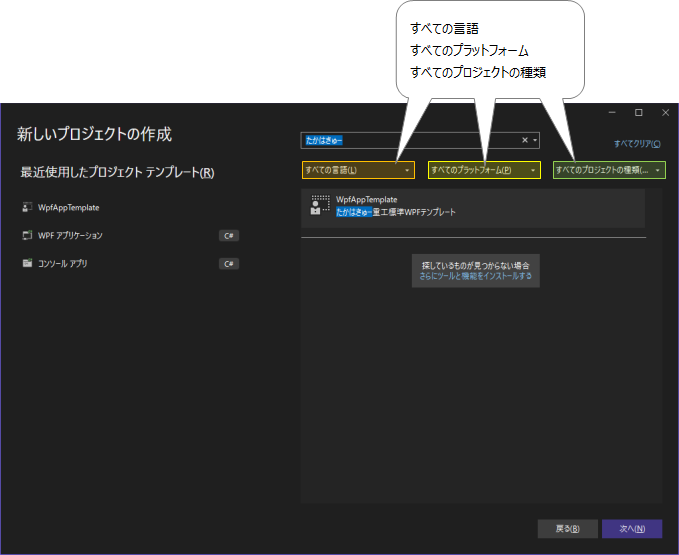 すべての言語
すべてのプラットフォーム
すべてのプロジェクトの種類
新しいプロジェクトの作成
たかはきゅー
すべてクリア(C)
最近使用したプロジェクト テンプレート(R)
すべての言語(L)
すべてのプラットフォーム(P)
すべてのプロジェクトの種類(...
WpfAppTemplate
WPF アプリケーション
C#
コンソール アプリ
C#
WpfAppTemplate
たかはきゅー重工標準WPFテンプレート
探しているものが見つからない場合
さらにツールと機能をインストールする
戻る(B)
次へ(N)